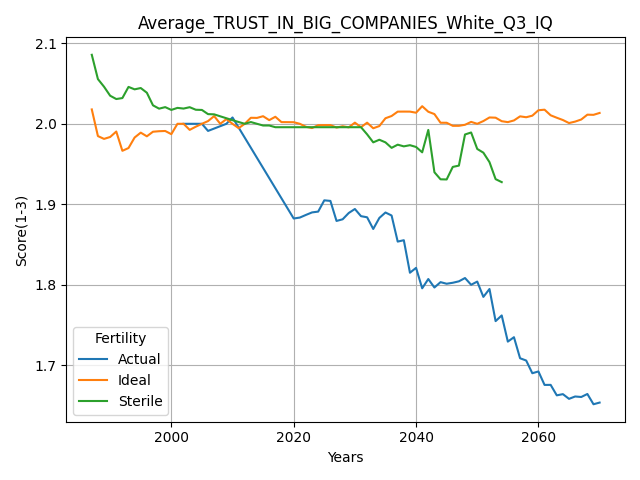 Average_TRUST_IN_BIG_COMPANIES_White_Q3_IQ
2.1
2.0
1.9
1.8
1.7
Score(1-3)
Fertility
Actual
Ideal
Sterile
2000
2020
2040
2060
Years